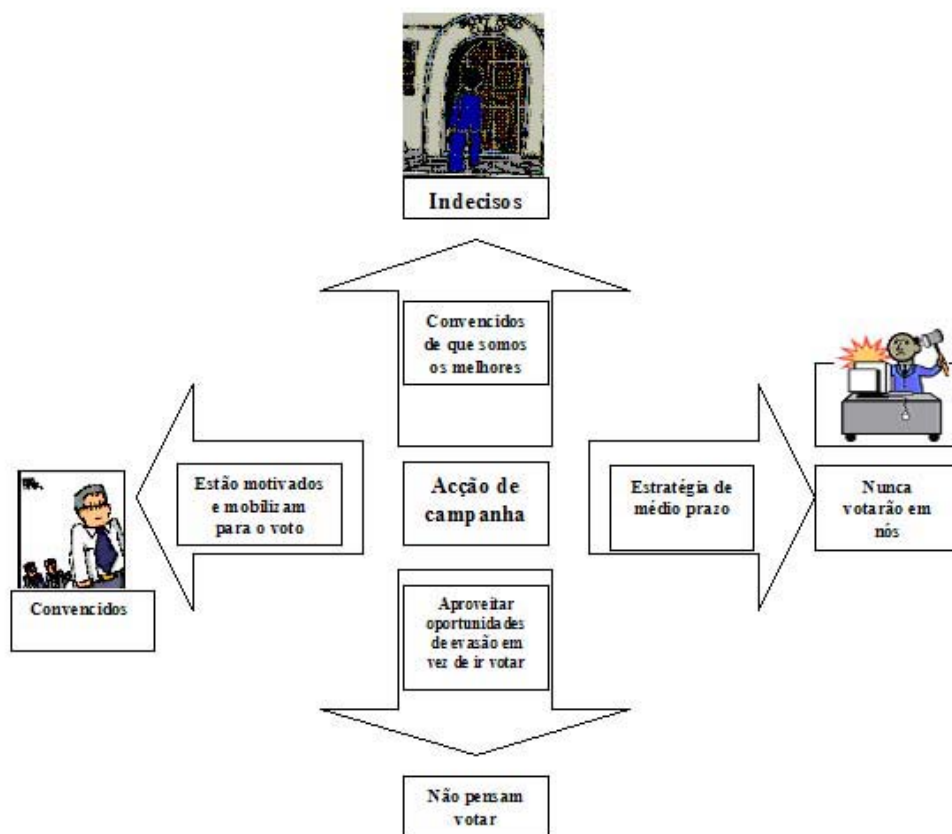 Indecisos
Convencidos
de que somos
os melhores
Estão motivados
e mobilizam
para o voto
Acção de
campanha
Estratégia de
médio prazo
Nunca
votarão em
nós
Convencidos
Aproveitar
oportunidades
de evasão em
vez de ir votar
Não pensam
votar